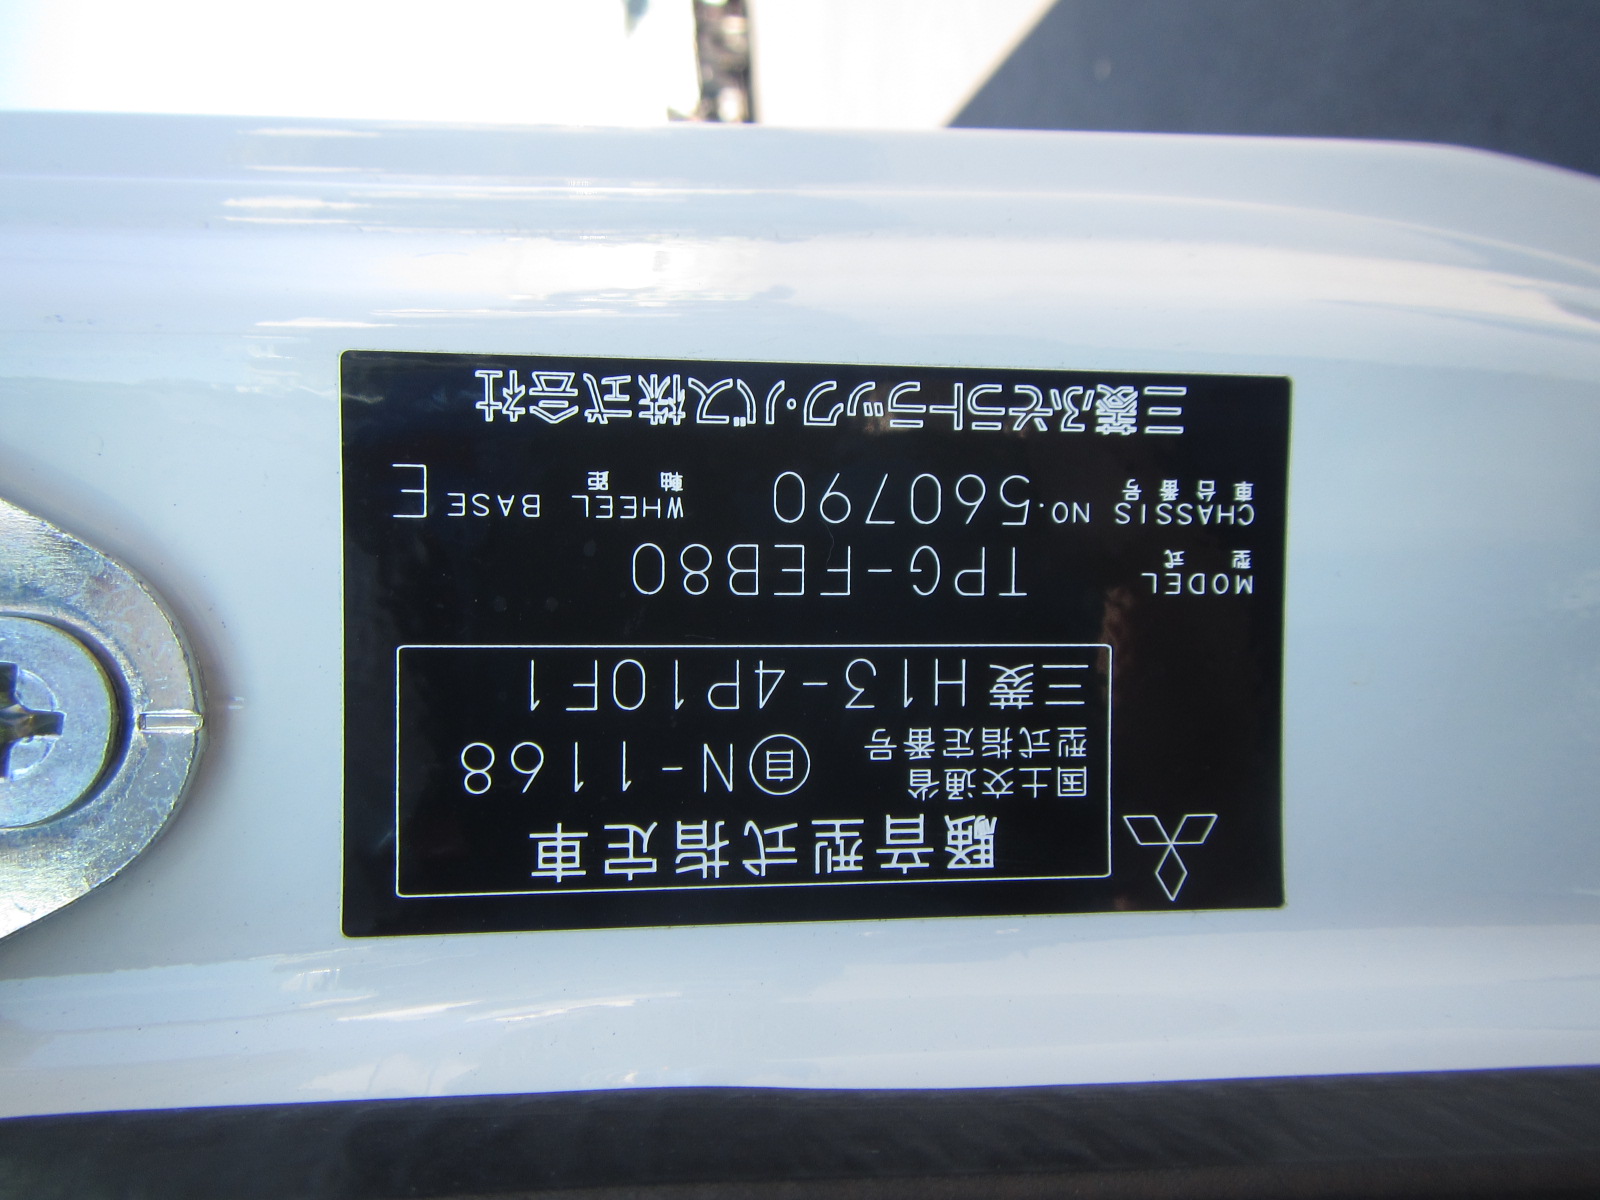 騒音型式指定車
国土交通省
型式指定番号 自N-1168
三菱H13-4P10F1
MODEL TPG-FEB80
型式
CHASSIS NO. 560790 WHEEL BASE E
車台番号 軸距
三菱ふそうトラック・バス株式会社